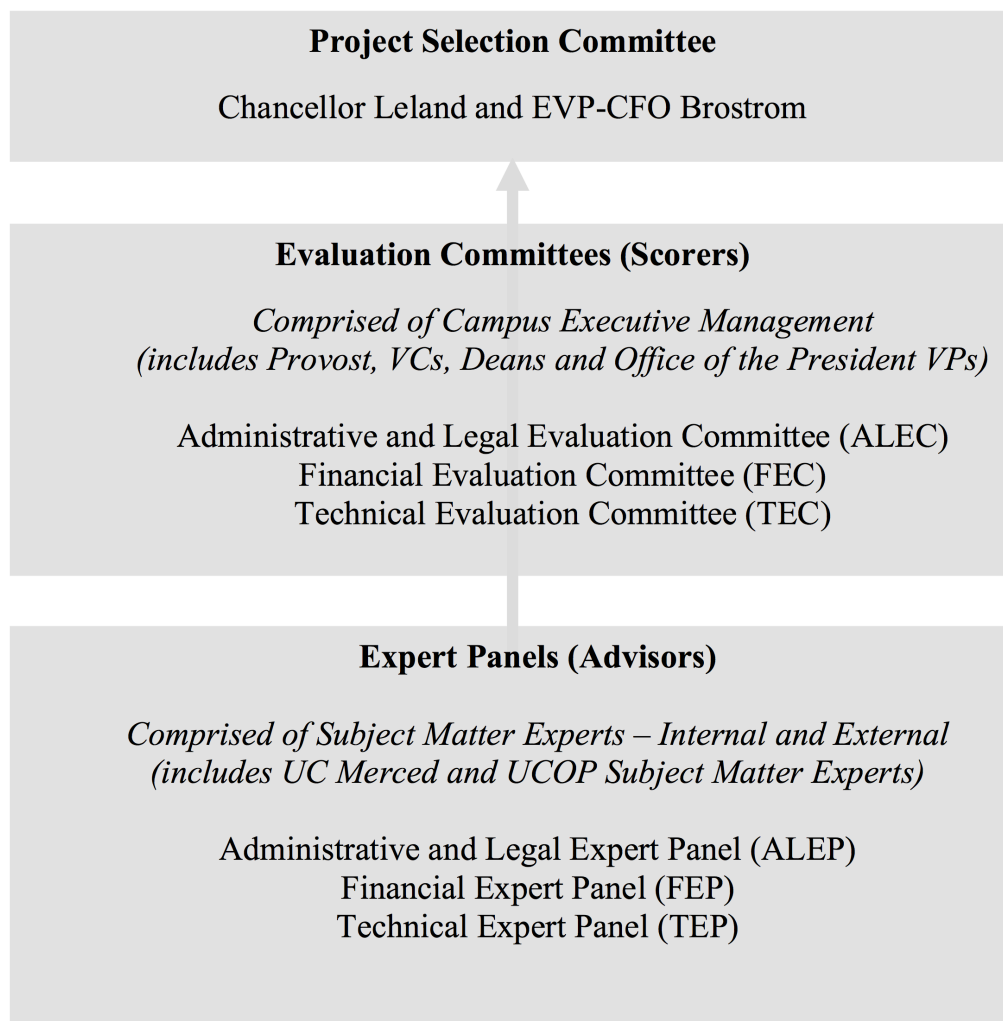 Project Selection Committee
Chancellor Leland and EVP-CFO Brostrom
Evaluation Committees (Scorers)
Comprised of Campus Executive Management
(includes Provost, VCs, Deans and Office of the President VPs)
Administrative and Legal Evaluation Committee (ALEC)
Financial Evaluation Committee (FEC)
Technical Evaluation Committee (TEC)
Expert Panels (Advisors)
Comprised of Subject Matter Experts – Internal and External
(includes UC Merced and UCOP Subject Matter Experts)
Administrative and Legal Expert Panel (ALEP)
Financial Expert Panel (FEP)
Technical Expert Panel (TEP)